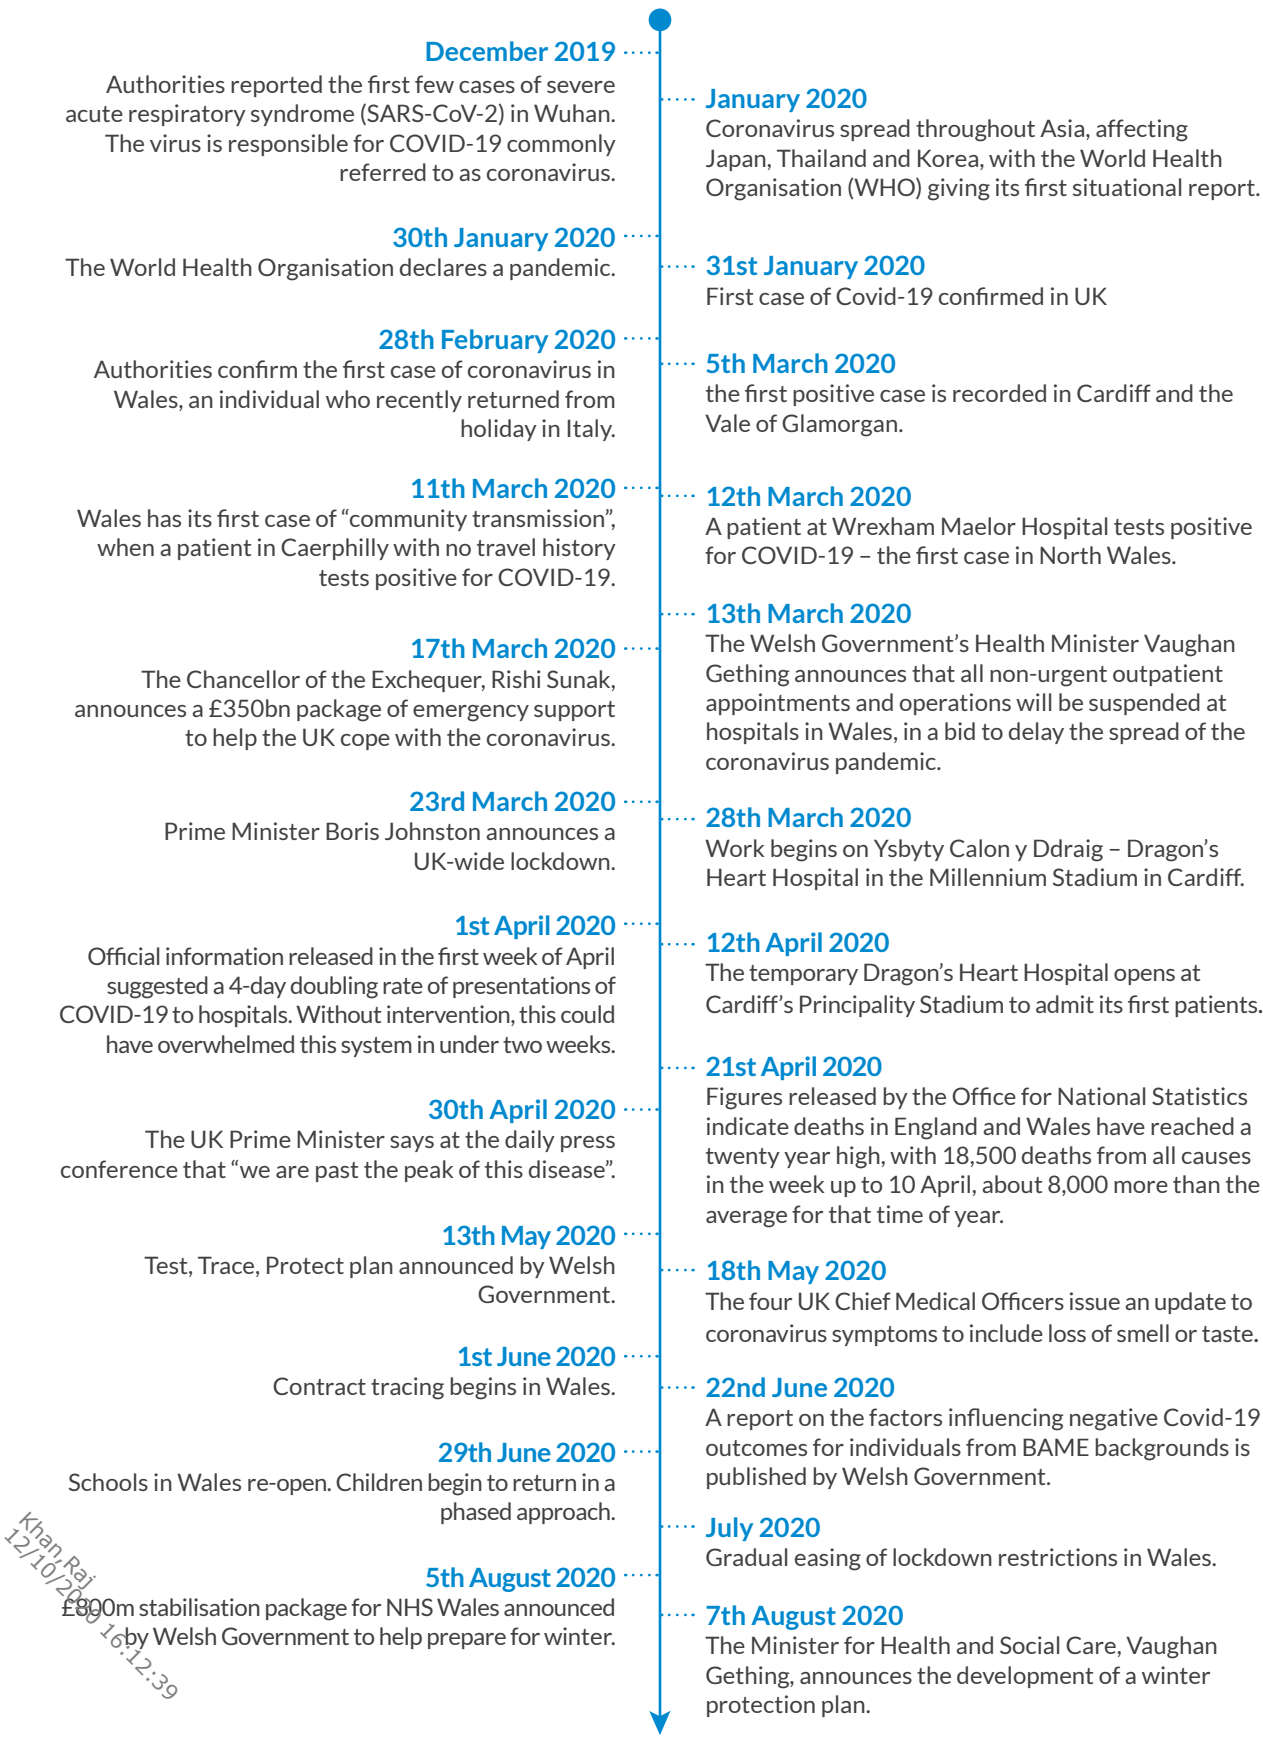 December 2019
Authorities reported the first few cases of severe
acute respiratory syndrome (SARS-CoV-2) in Wuhan.
The virus is responsible for COVID-19 commonly
referred to as coronavirus.
January 2020
Coronavirus spread throughout Asia, affecting
Japan, Thailand and Korea, with the World Health
Organisation (WHO) giving its first situational report.
30th January 2020
The World Health Organisation declares a pandemic.
31st January 2020
First case of Covid-19 confirmed in UK
28th February 2020
Authorities confirm the first case of coronavirus in
Wales, an individual who recently returned from
holiday in Italy.
5th March 2020
the first positive case is recorded in Cardiff and the
Vale of Glamorgan.
11th March 2020
Wales has its first case of “community transmission”,
when a patient in Caerphilly with no travel history
tests positive for COVID-19.
12th March 2020
A patient at Wrexham Maelor Hospital tests positive
for COVID-19 – the first case in North Wales.
13th March 2020
The Welsh Government’s Health Minister Vaughan
Gething announces that all non-urgent outpatient
appointments and operations will be suspended at
hospitals in Wales, in a bid to delay the spread of the
coronavirus pandemic.
17th March 2020
The Chancellor of the Exchequer, Rishi Sunak,
announces a £350bn package of emergency support
to help the UK cope with the coronavirus.
23rd March 2020
Prime Minister Boris Johnston announces a
UK-wide lockdown.
28th March 2020
Work begins on Ysbyty Calon y Ddraig – Dragon’s
Heart Hospital in the Millennium Stadium in Cardiff.
1st April 2020
Official information released in the first week of April
suggested a 4-day doubling rate of presentations of
COVID-19 to hospitals. Without intervention, this could
have overwhelmed this system in under two weeks.
12th April 2020
The temporary Dragon’s Heart Hospital opens at
Cardiff’s Principality Stadium to admit its first patients.
21st April 2020
Figures released by the Office for National Statistics
indicate deaths in England and Wales have reached a
twenty year high, with 18,500 deaths from all causes
in the week up to 10 April, about 8,000 more than the
average for that time of year.
30th April 2020
The UK Prime Minister says at the daily press
conference that “we are past the peak of this disease”.
13th May 2020
Test, Trace, Protect plan announced by Welsh
Government.
18th May 2020
The four UK Chief Medical Officers issue an update to
coronavirus symptoms to include loss of smell or taste.
1st June 2020
Contract tracing begins in Wales.
22nd June 2020
A report on the factors influencing negative Covid-19
outcomes for individuals from BAME backgrounds is
published by Welsh Government.
29th June 2020
Schools in Wales re-open. Children begin to return in a
phased approach.
July 2020
Gradual easing of lockdown restrictions in Wales.
5th August 2020
stabilisation package for NHS Wales announced
by Welsh Government to help prepare for winter.
7th August 2020
The Minister for Health and Social Care, Vaughan
Gething, announces the development of a winter
protection plan.
Khan,Raj
12/10/2020 16:12:39